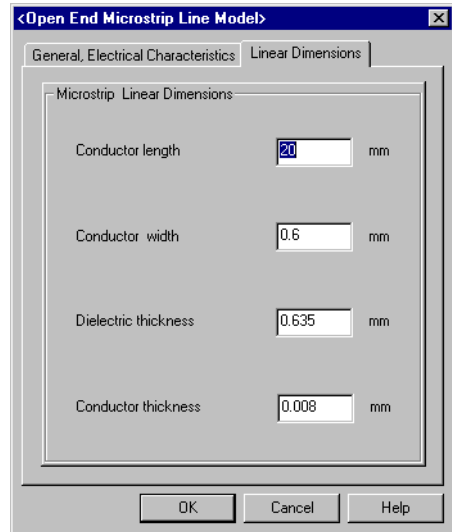 <Open End Microstrip Line Model>
General, Electrical Characteristics Linear Dimensions
Microstrip Linear Dimensions
Conductor length 20 mm
Conductor width 0.6 mm
Dielectric thickness 0.635 mm
Conductor thickness 0.008 mm
OK Cancel Help